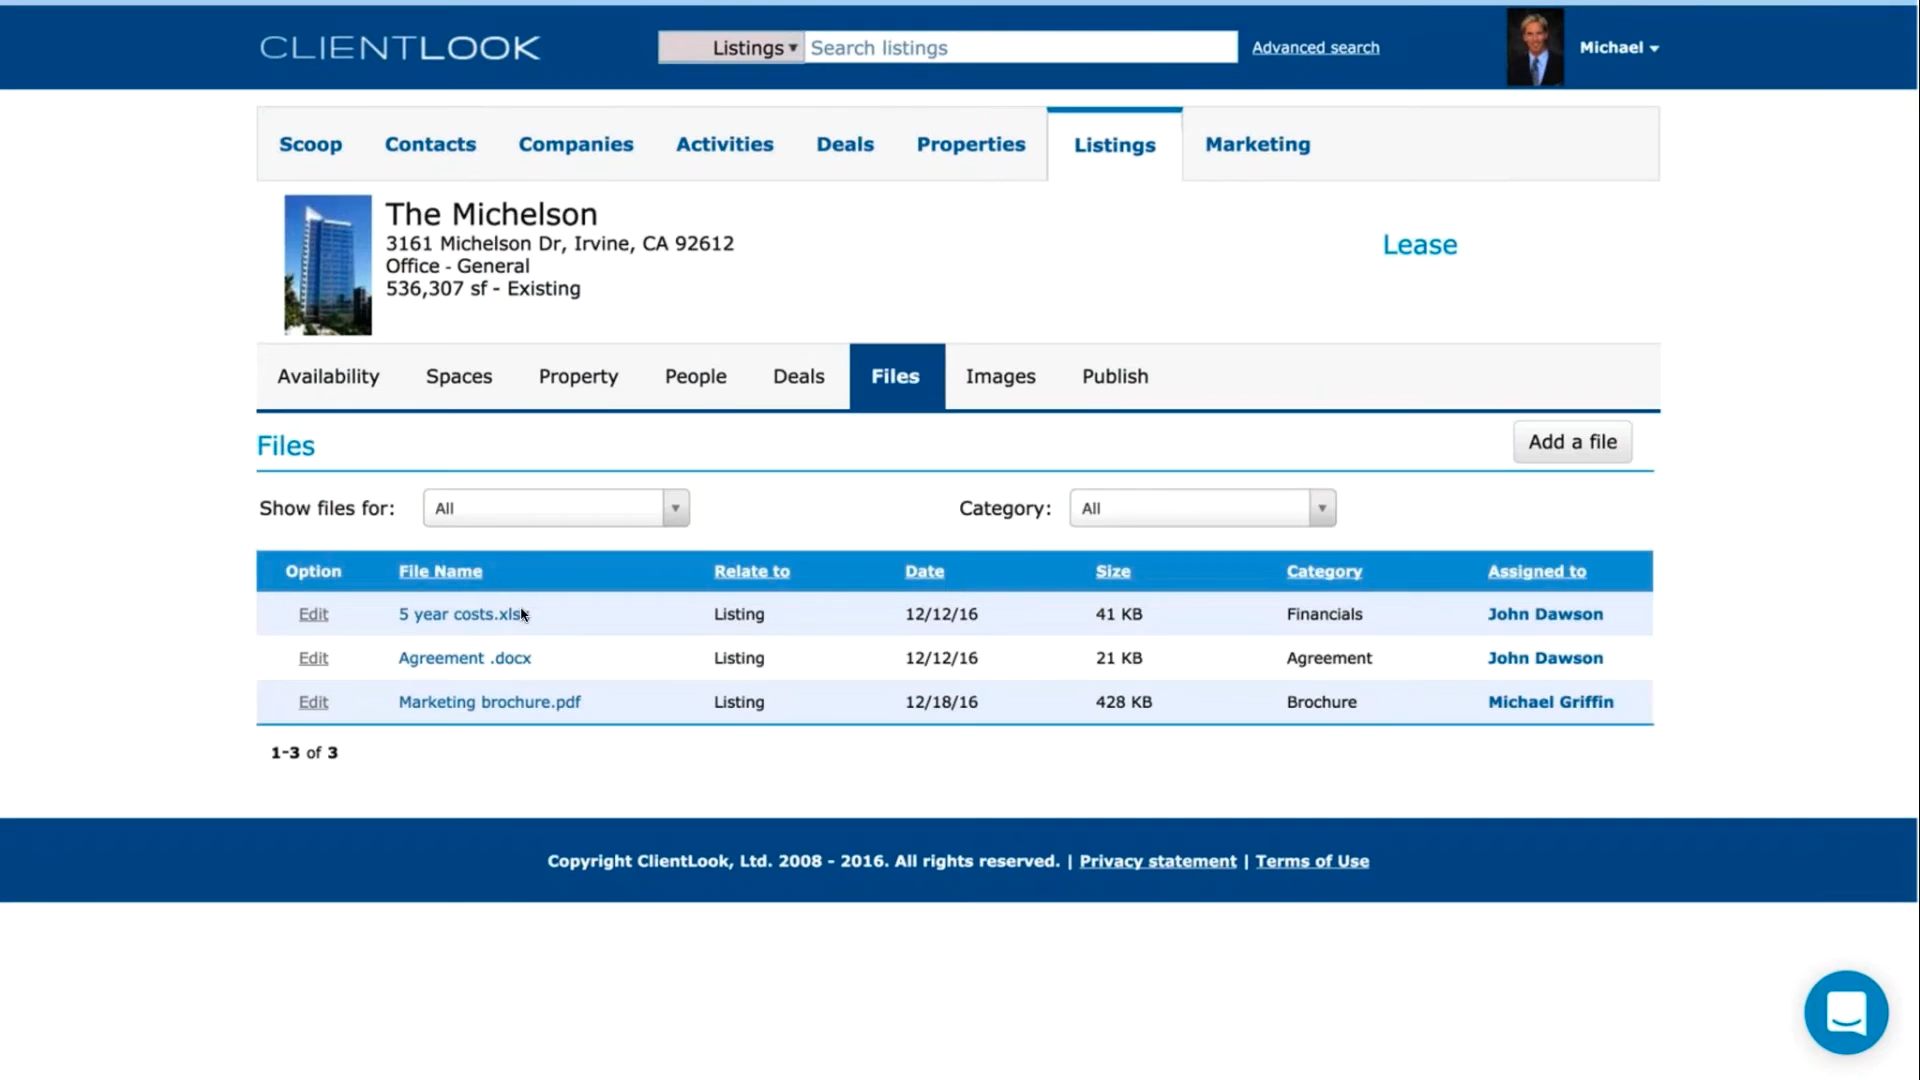 CLIENTLOOK
Listings Search listings Advanced search Michael
Scoop Contacts Companies Activities Deals Properties Listings Marketing
The Michelson
3161 Michelson Dr, Irvine, CA 92612
Office - General
536,307 sf - Existing
Lease
Availability Spaces Property People Deals Files Images Publish
Files Add a file
Show files for: All Category: All
Option File Name Relate to Date Size Category Assigned to
Edit 5 year costs.xls Listing 12/12/16 41 KB Financials John Dawson
Edit Agreement .docx Listing 12/12/16 21 KB Agreement John Dawson
Edit Marketing brochure.pdf Listing 12/18/16 428 KB Brochure Michael Griffin
1-3 of 3
Copyright ClientLook, Ltd. 2008 - 2016. All rights reserved. | Privacy statement | Terms of Use